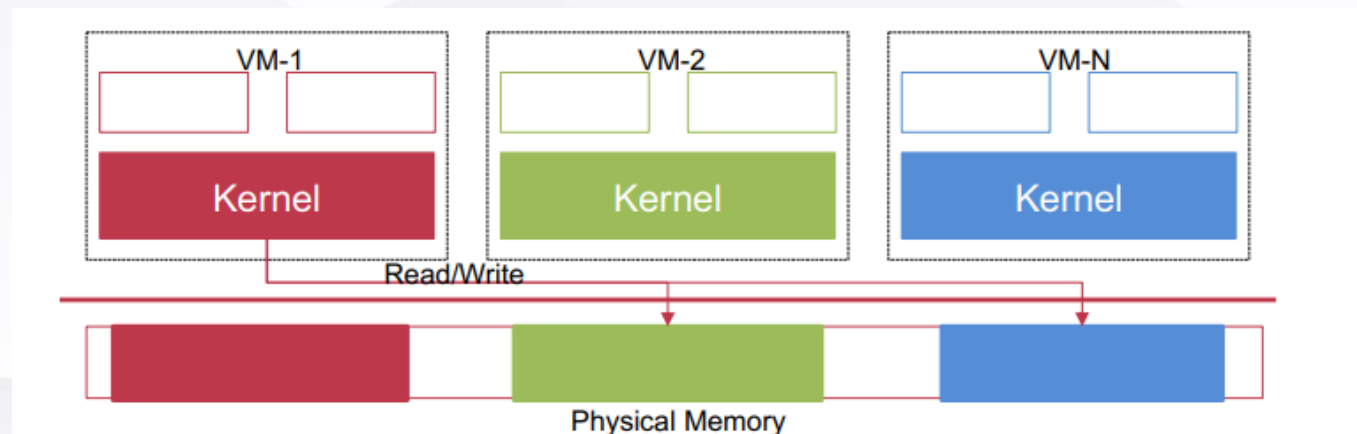 VM-1
VM-2
VM-N
Kernel
Kernel
Kernel
Read/Write
Physical Memory